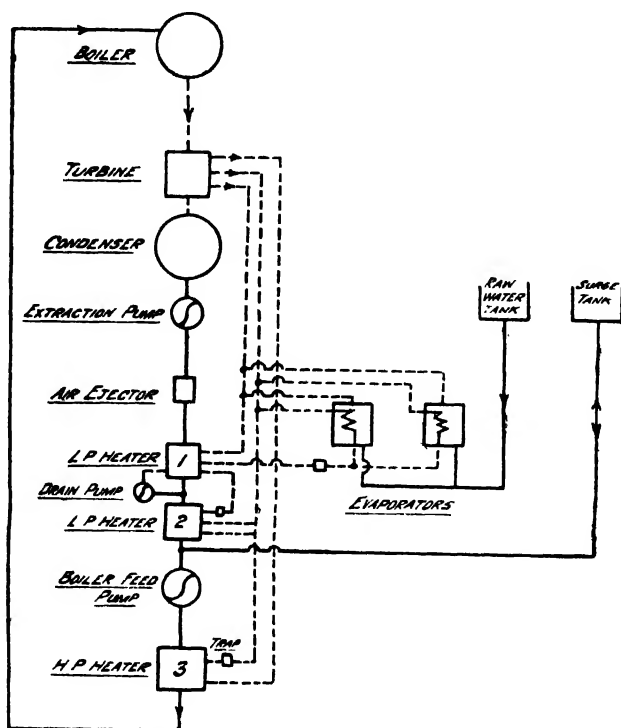 BOILER
TURBINE
CONDENSER
EXTRACTION PUMP
RAW
WATER
TANK
SURGE
TANK
AIR EJECTOR
L P HEATER
1
DRAIN PUMP
EVAPORATORS
L P HEATER
2
BOILER FEED
PUMP
TRAP
H P HEATER
3